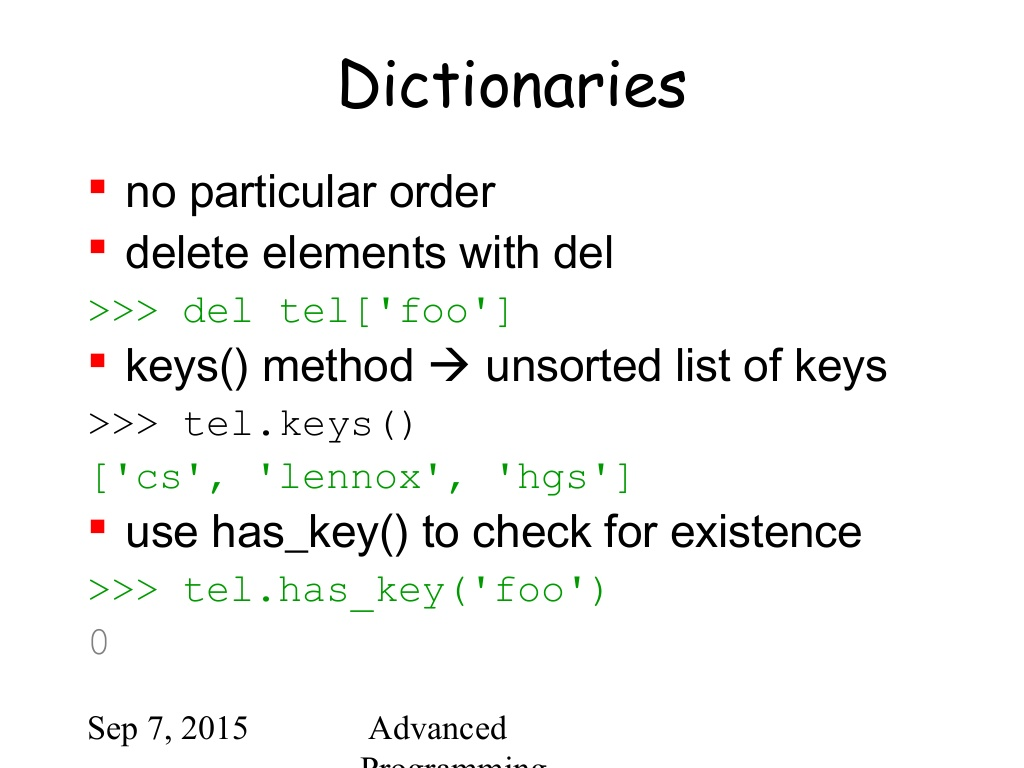 Dictionaries
▪ no particular order
▪ delete elements with del
>>> del tel['foo']
▪ keys() method → unsorted list of keys
>>> tel.keys()
['cs', 'lennox', 'hgs']
▪ use has_key() to check for existence
>>> tel.has_key('foo')
0
Sep 7, 2015 Advanced
Programming